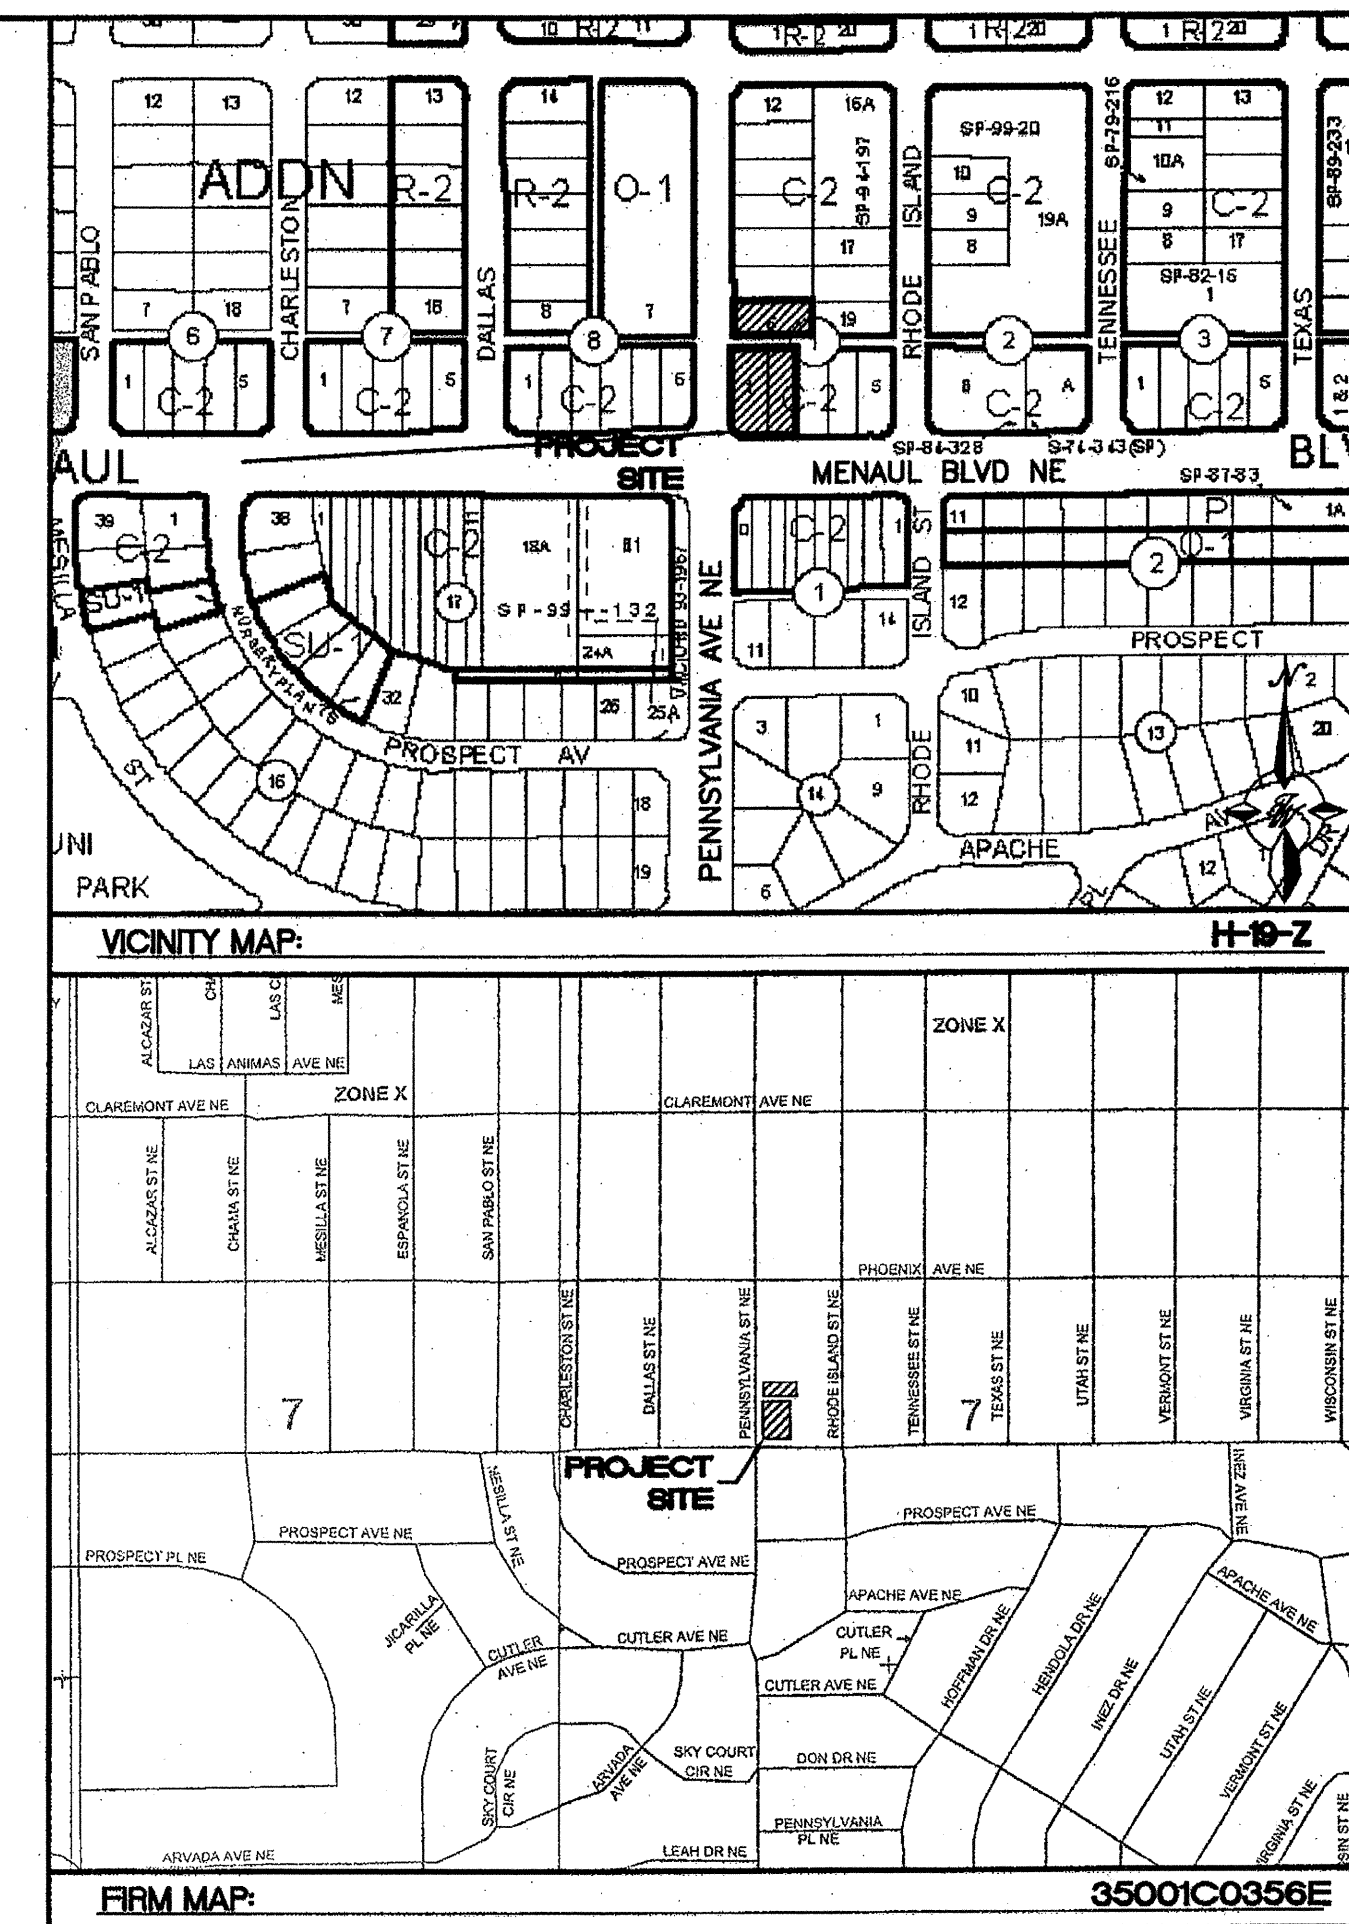 10 R-2 11
1 R-2 20
1 R-2 20
1 R-2 20
12 13
12 13
14
12 16A
SP-99-20
12 13
11
SP-79-216
SP-89-233
ADDN
R-2
R-2
O-1
C-2
SP-94-197
10
C-2
9
19A
8
10A
9
C-2
8 17
17
SP-82-16
1
SAN PABLO
CHARLESTON
DALLAS
RHODE ISLAND
TENNESSEE
TEXAS
7 18
7 18
8
7
19
6
7
8
2
3
1 5
C-2
1 5
C-2
1 6
C-2
C-2
5
8 A
C-2
1 5
C-2
1 & 2
PROJECT
SITE
SP-84-328
AUL
MENAUL BLVD NE
SP-87-83
39 1
C-2
38 1
C-2
18A
C-2
1
11
P
1A
O-1
MESILLA
SU-1
17
SP-99
132
1
2
ISLAND ST
12
NURSERY PLANTS
SU-1
24A
11
14
PROSPECT
32
26
25A
PENNSYLVANIA AVE NE
3
1
10
N
2
13
20
PROSPECT AV
11
ST
16
14
9
RHODE
12
18
AV
DR
UNI
PARK
19
6
APACHE
12
VICINITY MAP:
H-19-Z
ALCAZAR ST
LAS
MES
ZONE X
LAS ANIMAS AVE NE
ZONE X
CLAREMONT AVE NE
CLAREMONT AVE NE
ALCAZAR ST NE
CHAMA ST NE
MESILLA ST NE
ESPANOLA ST NE
SAN PABLO ST NE
PHOENIX AVE NE
CHARLESTON ST NE
DALLAS ST NE
PENNSYLVANIA ST NE
RHODE ISLAND ST NE
TENNESSEE ST NE
TEXAS ST NE
UTAH ST NE
VERMONT ST NE
VIRGINIA ST NE
WISCONSIN ST NE
7
7
PROJECT
SITE
MESILLA ST NE
INEZ AVE NE
PROSPECT AVE NE
PROSPECT AVE NE
PROSPECT PL NE
PROSPECT AVE NE
APACHE AVE NE
APACHE AVE NE
JICARILLA
PL NE
CUTLER
AVE NE
CUTLER AVE NE
CUTLER
PL NE
CUTLER AVE NE
HOFFMAN DR NE
HENDOLA DR NE
INEZ DR NE
UTAH ST NE
VERMONT ST NE
VIRGINIA ST NE
SKY COURT
CIR NE
ARVADA
AVE NE
SKY COURT
CIR NE
DON DR NE
PENNSYLVANIA
PL NE
ARVADA AVE NE
LEAH DR NE
FIRM MAP:
35001C0356E